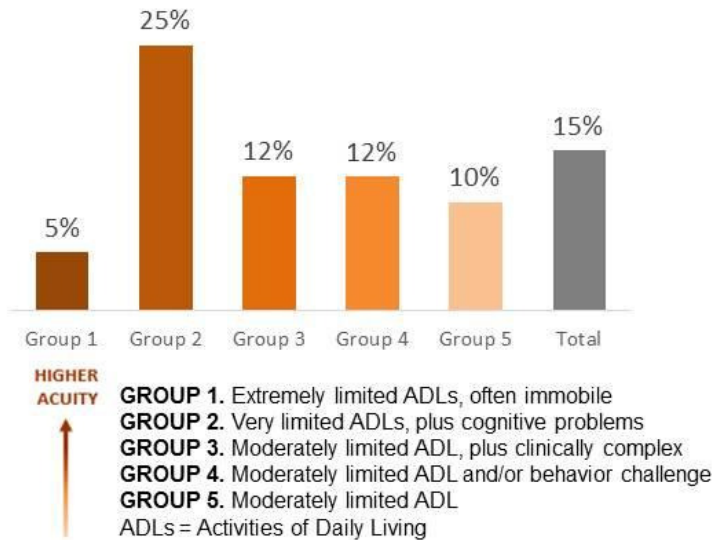 25%
12%
12%
15%
10%
5%
Group 1
Group 2
Group 3
Group 4
Group 5
Total
HIGHER
ACUITY
GROUP 1. Extremely limited ADLs, often immobile
GROUP 2. Very limited ADLs, plus cognitive problems
GROUP 3. Moderately limited ADL, plus clinically complex
GROUP 4. Moderately limited ADL and/or behavior challenge
GROUP 5. Moderately limited ADL
ADLs = Activities of Daily Living